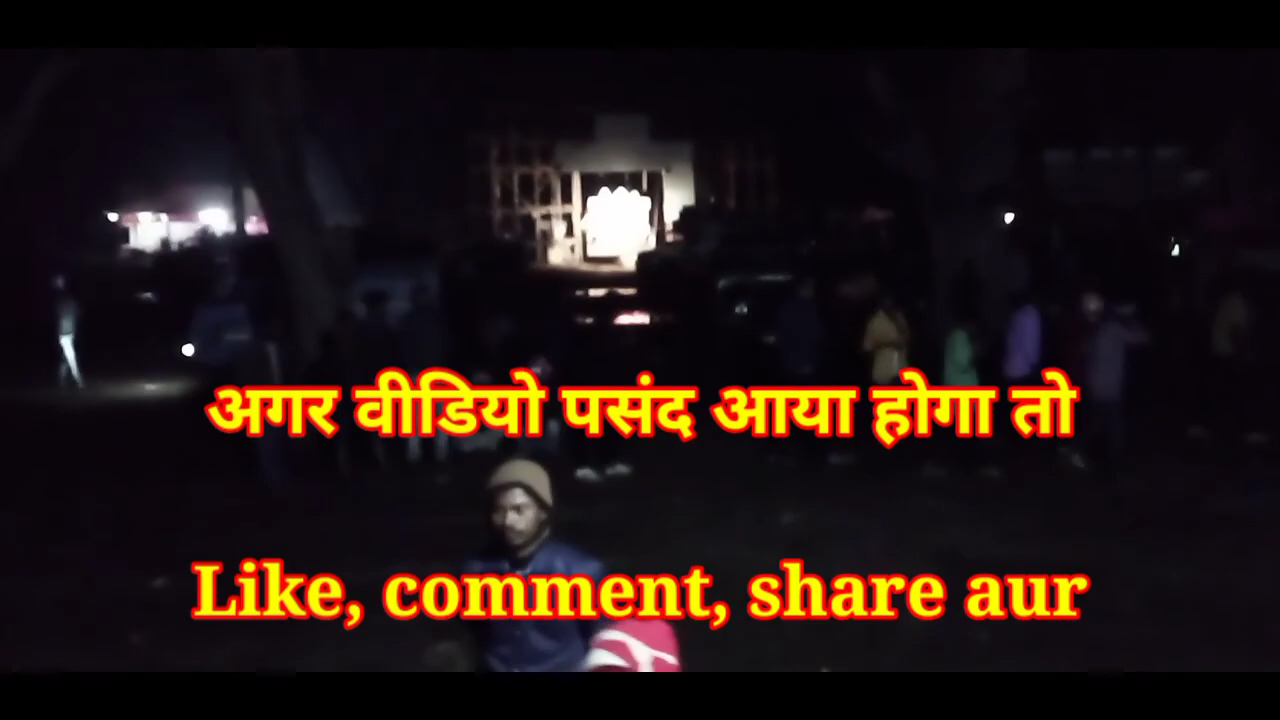 अगर वीडियो पसंद आया होगा तो
Like, comment, share aur